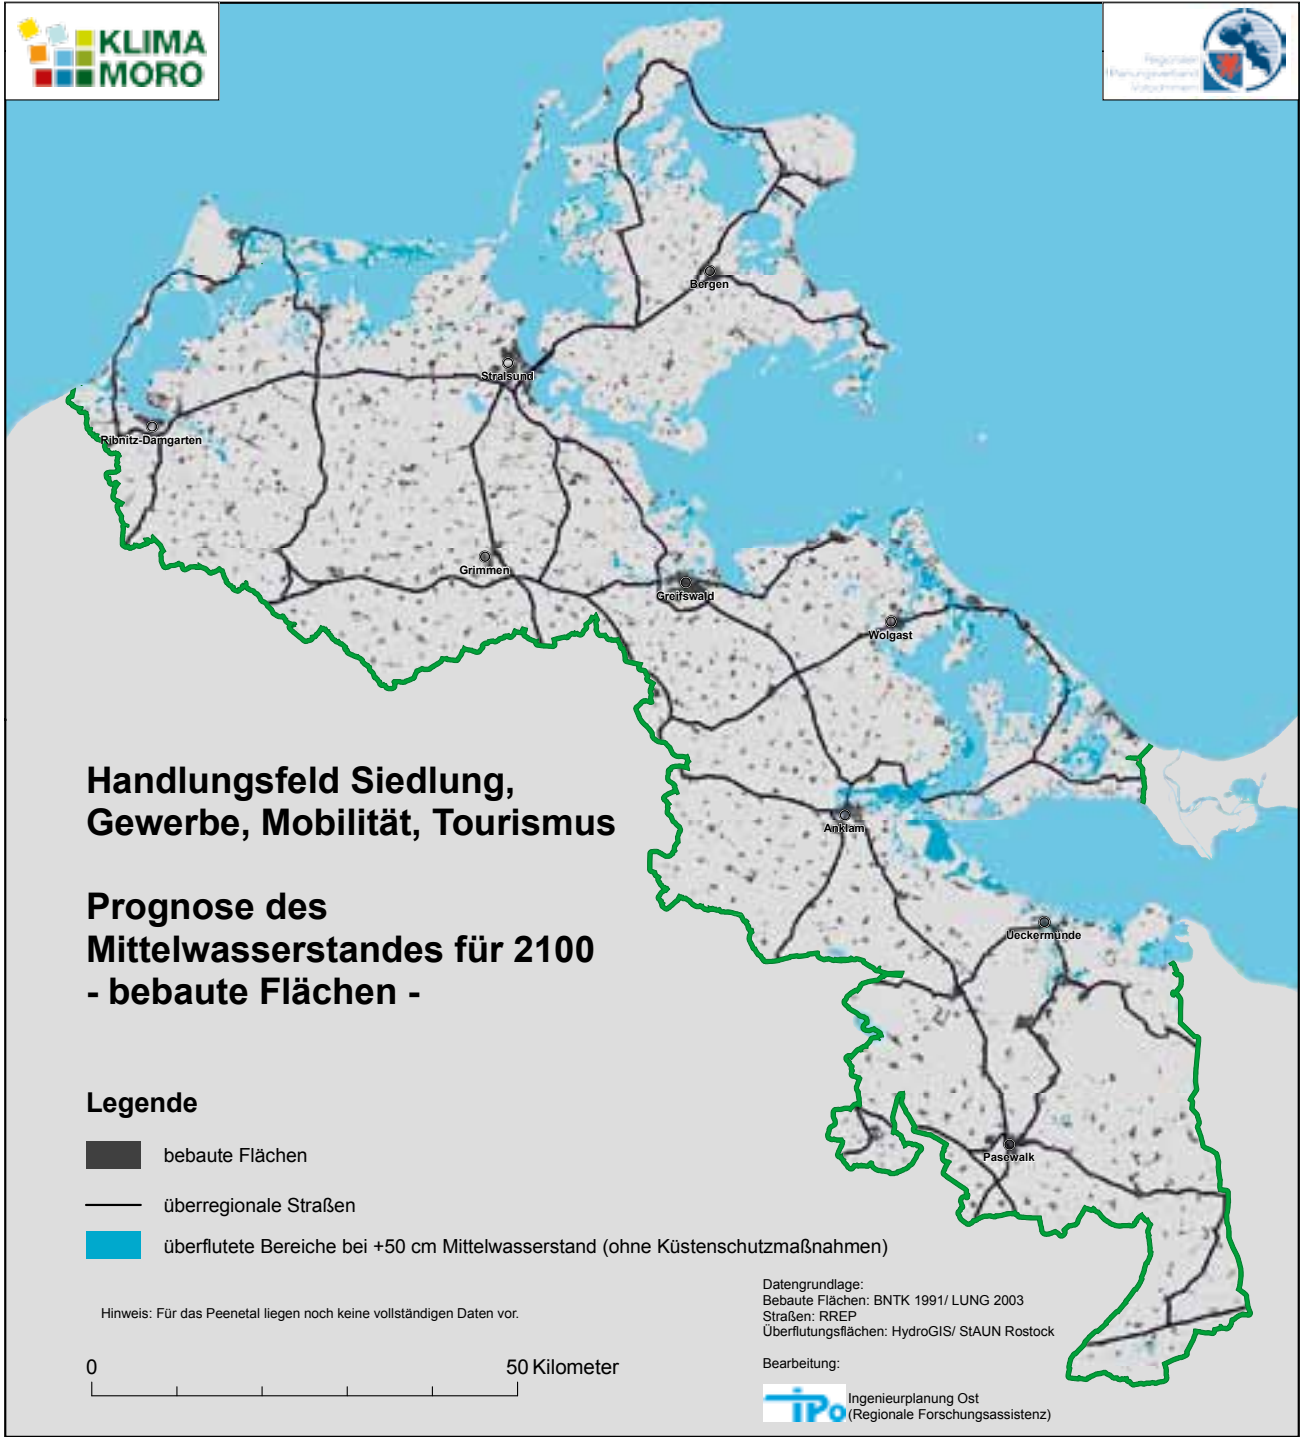 KLIMA
MORO
Regionaler
Planungsverband
Vorpommern
Bergen
Stralsund
Ribnitz-Damgarten
Grimmen
Greifswald
Wolgast
Anklam
Ueckermünde
Pasewalk
Handlungsfeld Siedlung,
Gewerbe, Mobilität, Tourismus
Prognose des
Mittelwasserstandes für 2100
- bebaute Flächen -
Legende
bebaute Flächen
überregionale Straßen
überflutete Bereiche bei +50 cm Mittelwasserstand (ohne Küstenschutzmaßnahmen)
Hinweis: Für das Peenetal liegen noch keine vollständigen Daten vor.
0
50 Kilometer
Datengrundlage:
Bebaute Flächen: BNTK 1991/ LUNG 2003
Straßen: RREP
Überflutungsflächen: HydroGIS/ StAUN Rostock
Bearbeitung:
IPO
Ingenieurplanung Ost
(Regionale Forschungsassistenz)